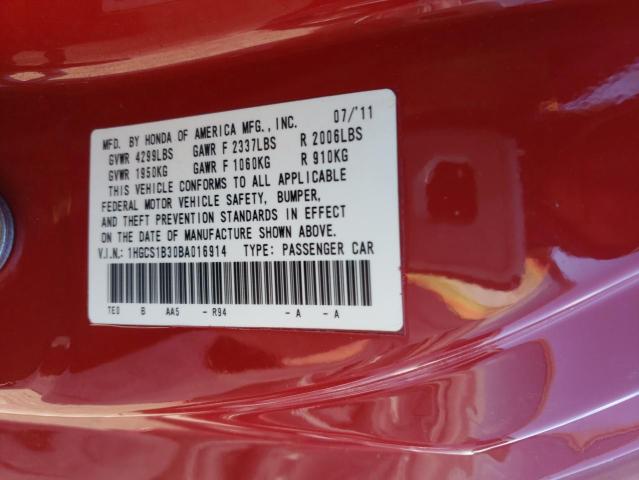 MFD. BY HONDA OF AMERICA MFG., INC. 07/'11
GVWR 4299LBS GAWR F 2337LBS R 2006LBS
GVWR 1950KG GAWR F 1060KG R 910KG
THIS VEHICLE CONFORMS TO ALL APPLICABLE
FEDERAL MOTOR VEHICLE SAFETY, BUMPER,
AND THEFT PREVENTION STANDARDS IN EFFECT
ON THE DATE OF MANUFACTURE SHOWN ABOVE.
V.I.N.: 1HGCS1B30BA016914 TYPE: PASSENGER CAR
TE0 B AA5 - R94 - A - A